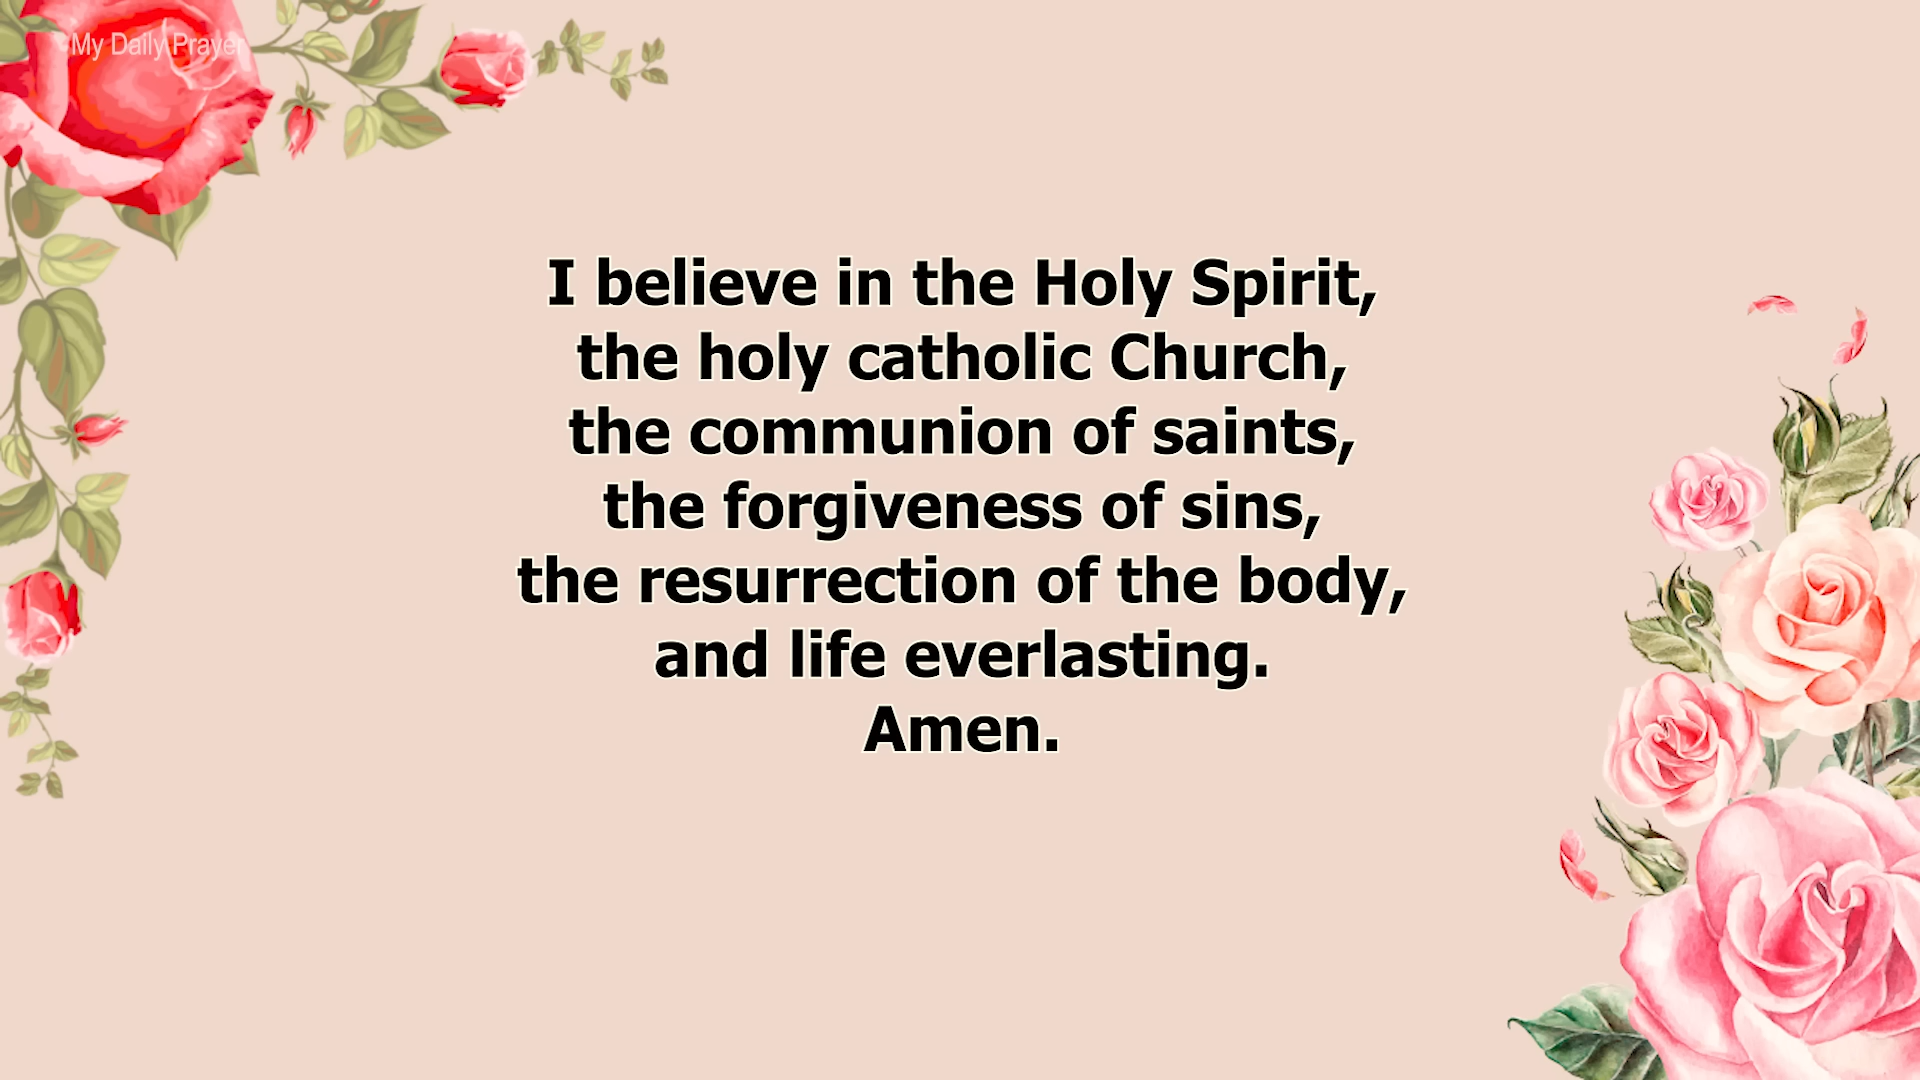 My Daily Prayer
I believe in the Holy Spirit,
the holy catholic Church,
the communion of saints,
the forgiveness of sins,
the resurrection of the body,
and life everlasting.
Amen.